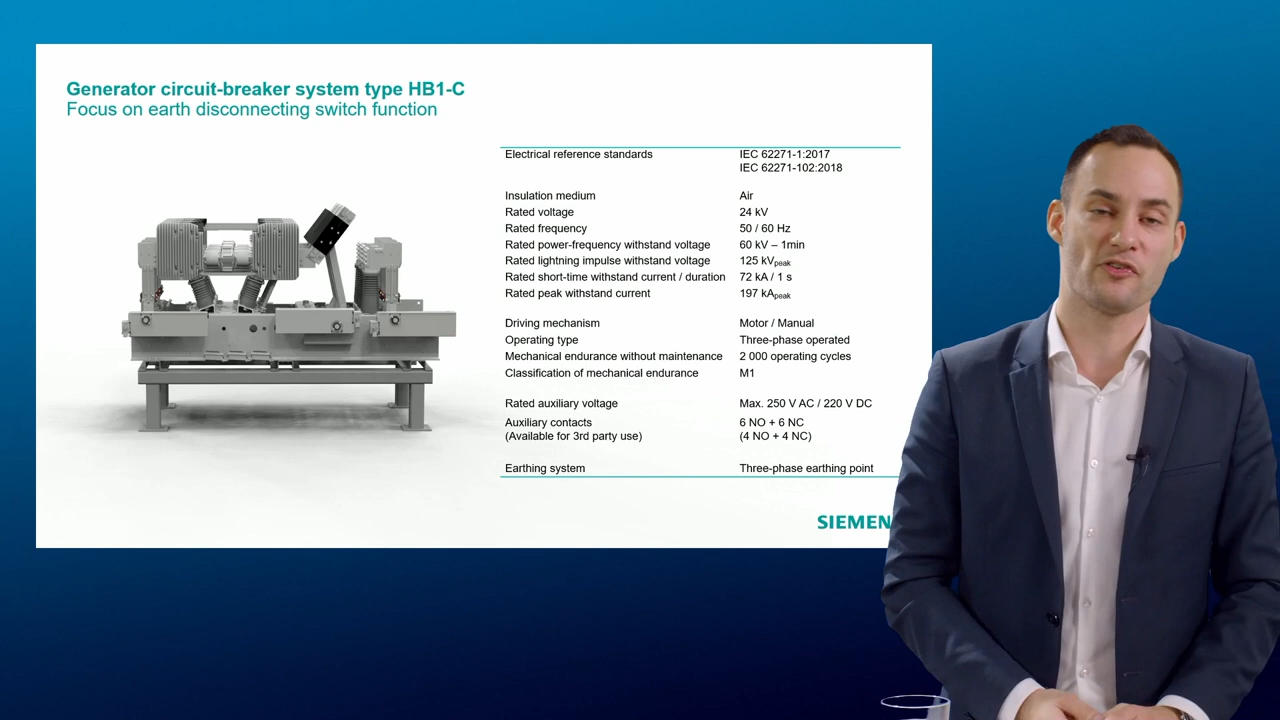 Generator circuit-breaker system type HB1-C
Focus on earth disconnecting switch function
Electrical reference standards IEC 62271-1:2017
IEC 62271-102:2018
Insulation medium Air
Rated voltage 24 kV
Rated frequency 50 / 60 Hz
Rated power-frequency withstand voltage 60 kV – 1min
Rated lightning impulse withstand voltage 125 kVpeak
Rated short-time withstand current / duration 72 kA / 1 s
Rated peak withstand current 197 kApeak
Driving mechanism Motor / Manual
Operating type Three-phase operated
Mechanical endurance without maintenance 2 000 operating cycles
Classification of mechanical endurance M1
Rated auxiliary voltage Max. 250 V AC / 220 V DC
Auxiliary contacts 6 NO + 6 NC
(Available for 3rd party use) (4 NO + 4 NC)
Earthing system Three-phase earthing point
SIEMEN